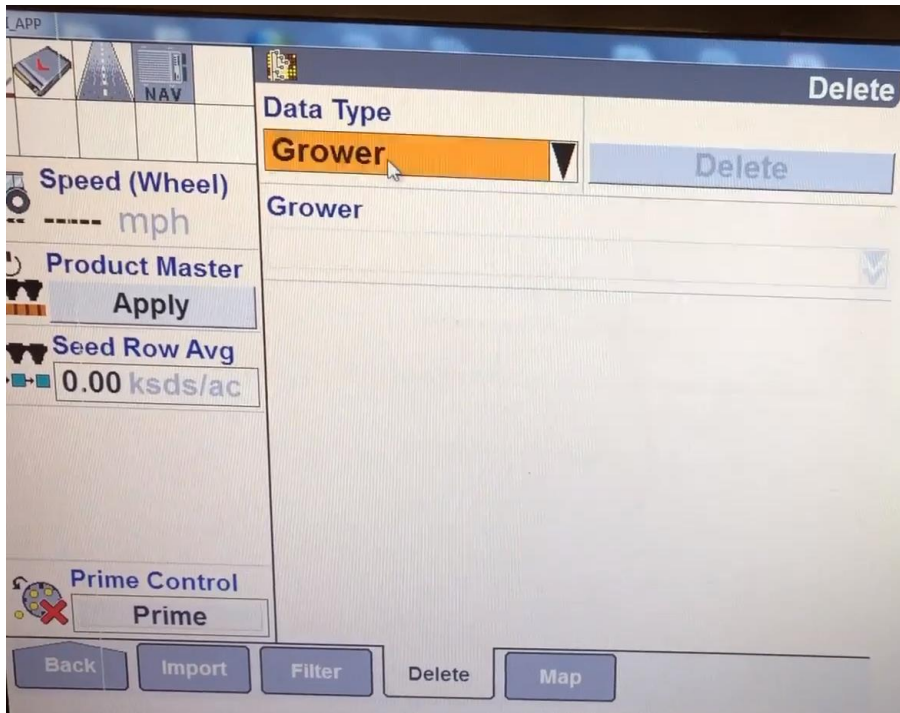 _APP
NAV
Delete
Data Type
Grower
Delete
Grower
Speed (Wheel)
mph
Product Master
Apply
Seed Row Avg
0.00 ksds/ac
Prime Control
Prime
Back
Import
Filter
Delete
Map